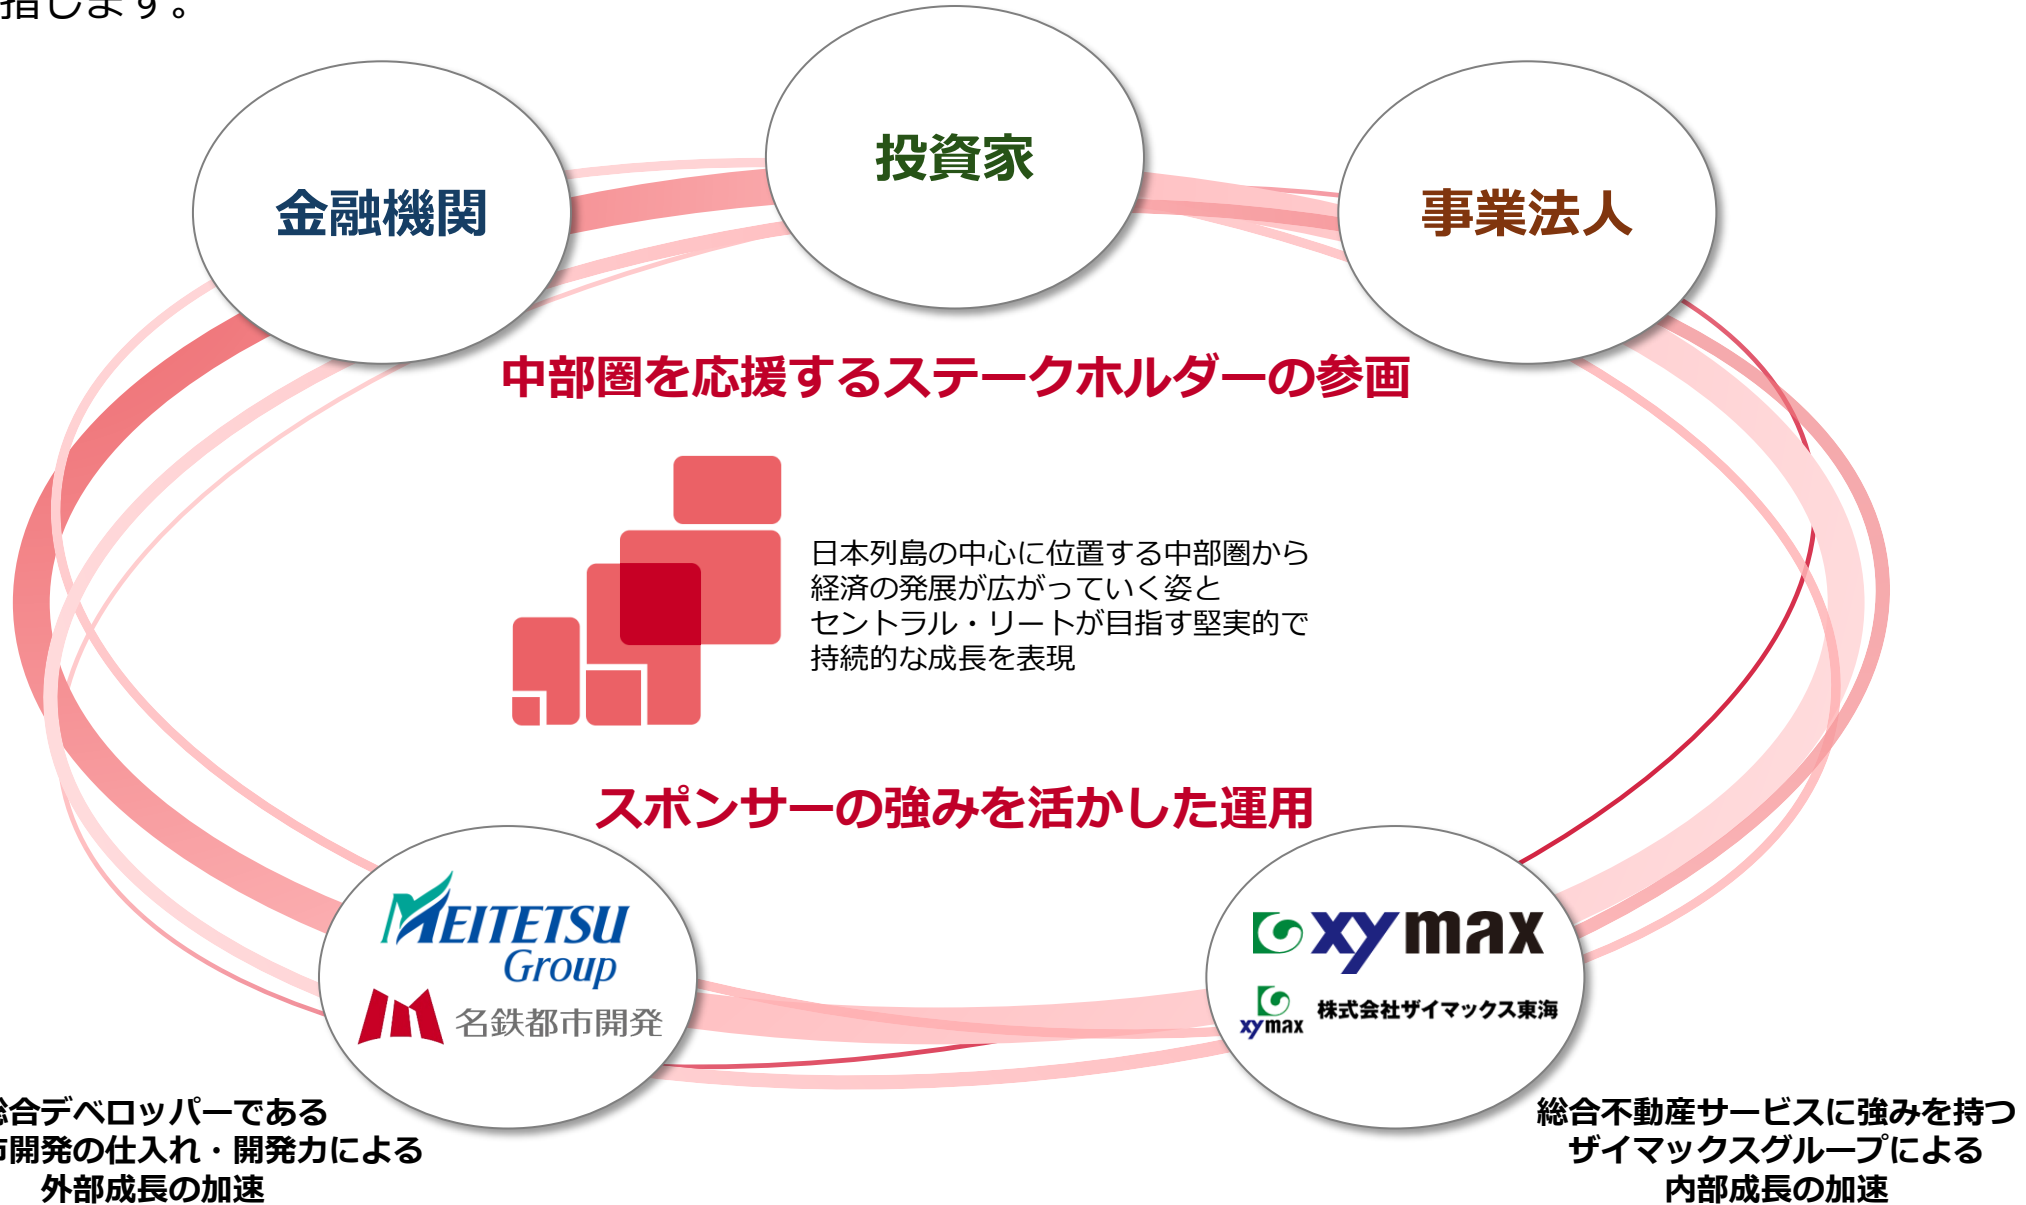 指します。
金融機関
投資家
事業法人
中部圏を応援するステークホルダーの参画
日本列島の中心に位置する中部圏から
経済の発展が広がっていく姿と
セントラル・リートが目指す堅実的で
持続的な成長を表現
スポンサーの強みを活かした運用
MEITETSU
Group
名鉄都市開発
xymax
xymax
株式会社ザイマックス東海
総合デベロッパーである
市開発の仕入れ・開発力による
外部成長の加速
総合不動産サービスに強みを持つ
ザイマックスグループによる
内部成長の加速